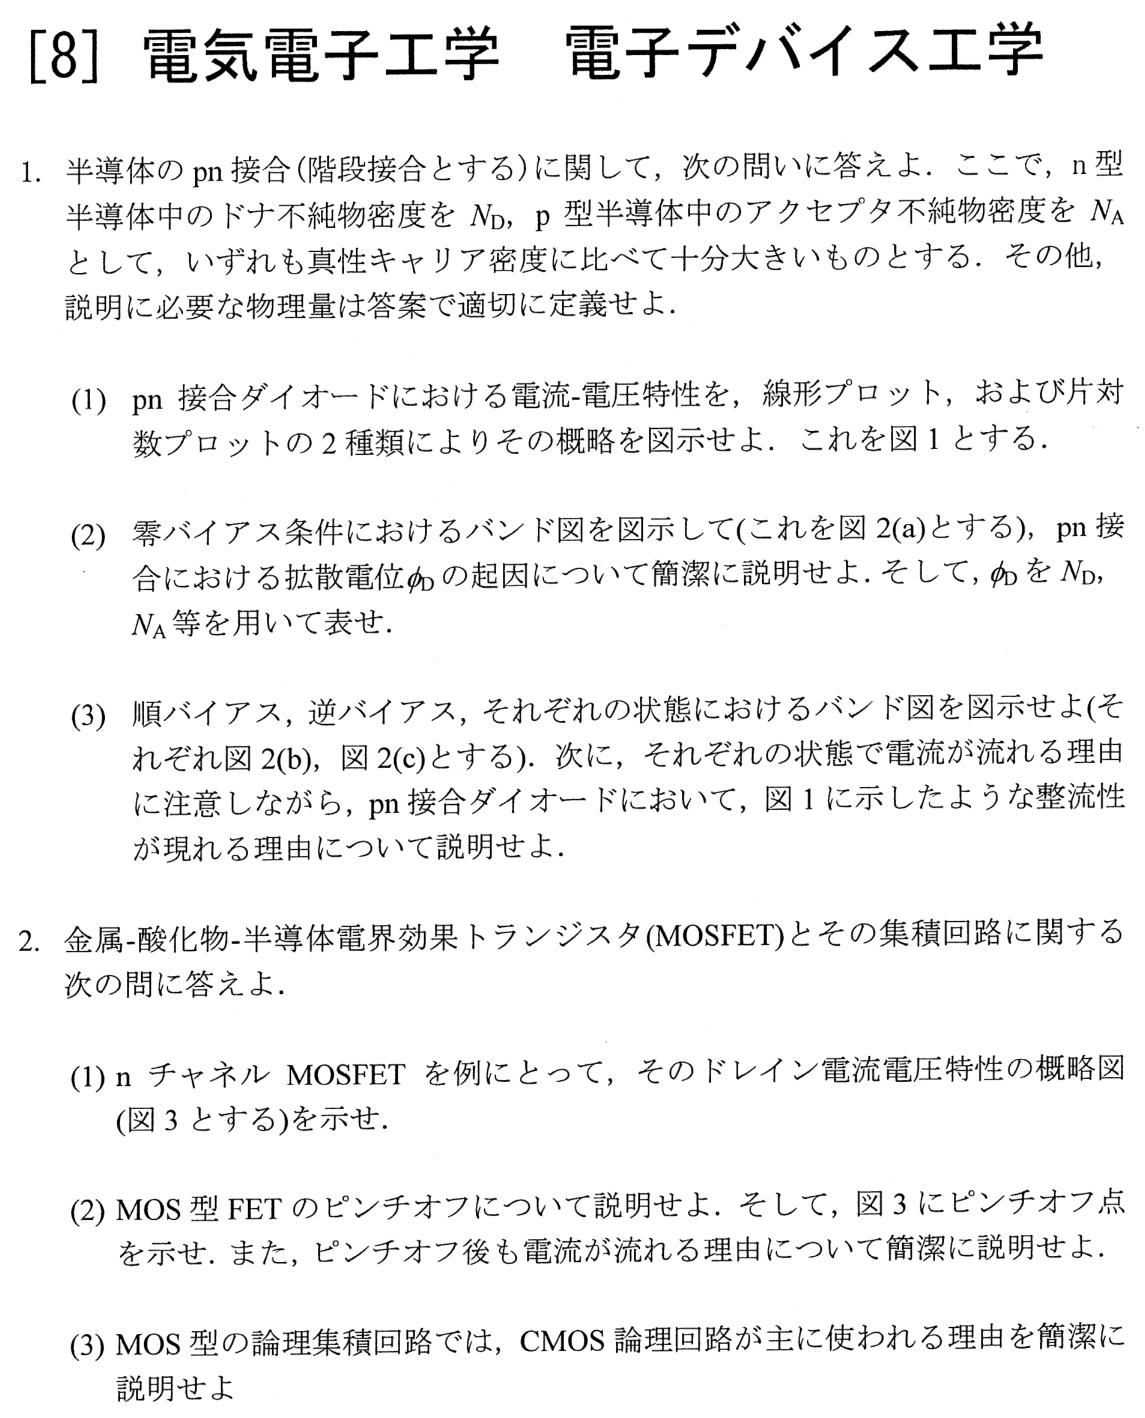 [8] 電気電子工学　電子デバイス工学
1. 半導体の pn 接合(階段接合とする)に関して，次の問いに答えよ．ここで，n 型
半導体中のドナ不純物密度を N_D，p 型半導体中のアクセプタ不純物密度を N_A
として，いずれも真性キャリア密度に比べて十分大きいものとする．その他，
説明に必要な物理量は答案で適切に定義せよ．
(1) pn 接合ダイオードにおける電流-電圧特性を，線形プロット，および片対
数プロットの 2 種類によりその概略を図示せよ．これを図 1 とする．
(2) 零バイアス条件におけるバンド図を図示して(これを図 2(a)とする)，pn 接
合における拡散電位ϕ_D の起因について簡潔に説明せよ．そして，ϕ_D を N_D，
N_A 等を用いて表せ．
(3) 順バイアス，逆バイアス，それぞれの状態におけるバンド図を図示せよ(そ
れぞれ図 2(b)，図 2(c)とする)．次に，それぞれの状態で電流が流れる理由
に注意しながら，pn 接合ダイオードにおいて，図 1 に示したような整流性
が現れる理由について説明せよ．
2. 金属-酸化物-半導体電界効果トランジスタ(MOSFET)とその集積回路に関する
次の問に答えよ．
(1) n チャネル MOSFET を例にとって，そのドレイン電流電圧特性の概略図
(図 3 とする)を示せ．
(2) MOS 型 FET のピンチオフについて説明せよ．そして，図 3 にピンチオフ点
を示せ．また，ピンチオフ後も電流が流れる理由について簡潔に説明せよ．
(3) MOS 型の論理集積回路では，CMOS 論理回路が主に使われる理由を簡潔に
説明せよ